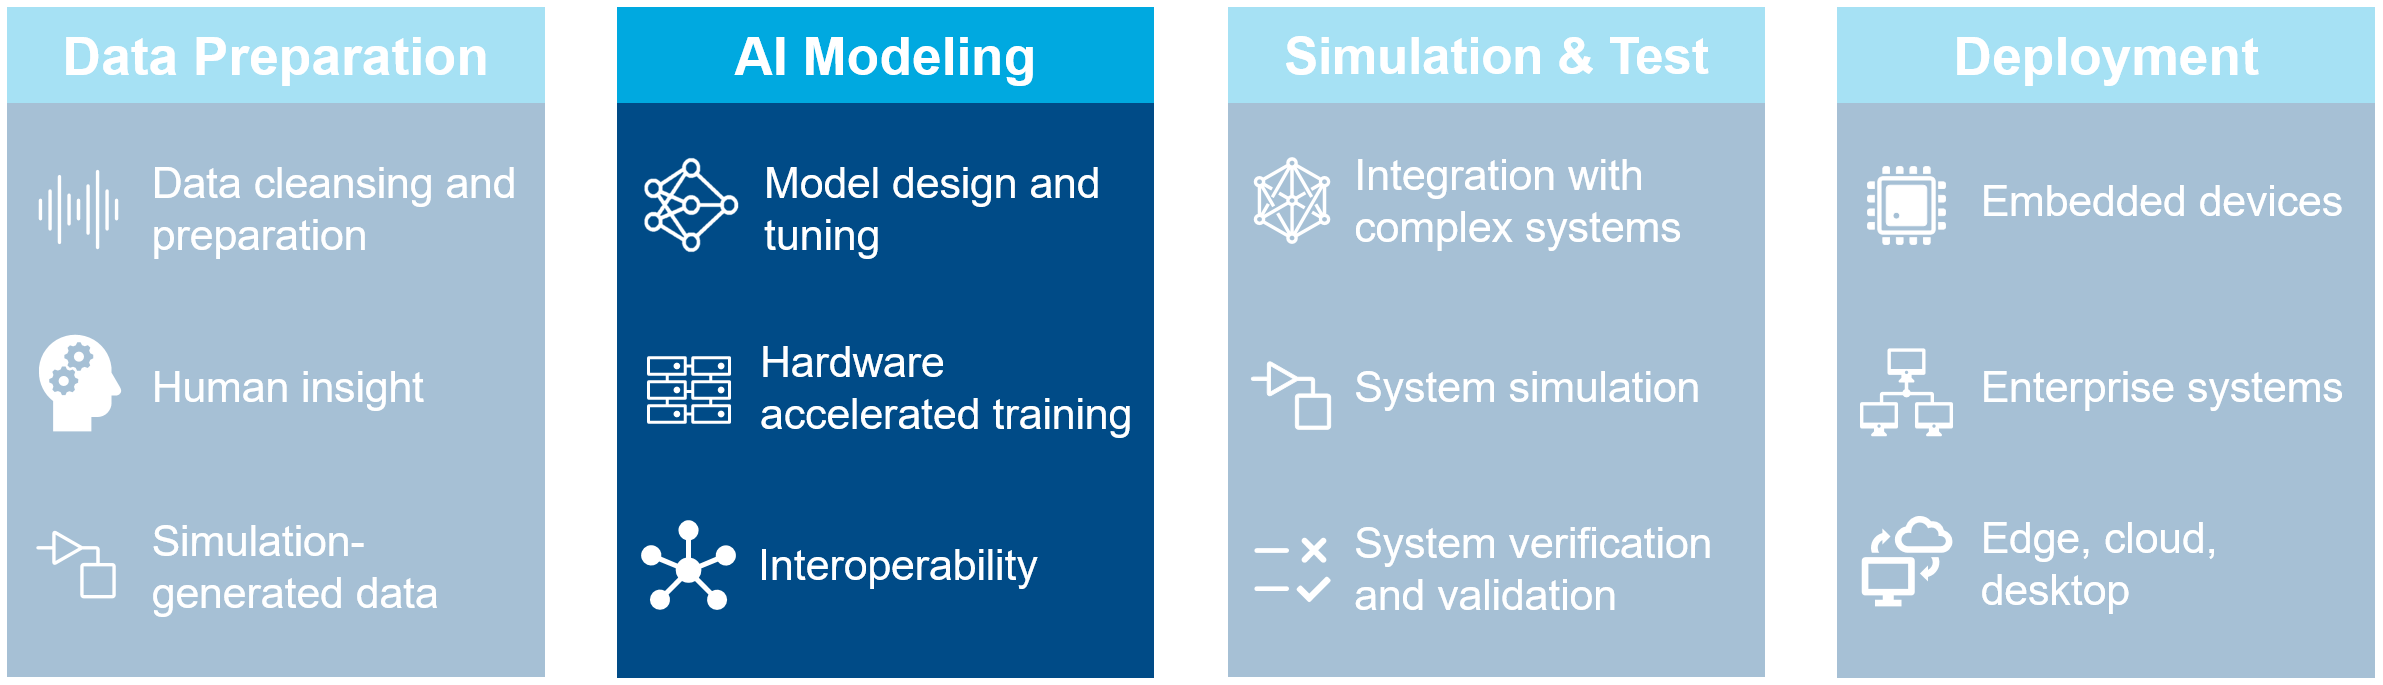 Data Preparation
Data cleansing and
preparation
Human insight
Simulation-
generated data
AI Modeling
Model design and
tuning
Hardware
accelerated training
Interoperability
Simulation & Test
Integration with
complex systems
System simulation
System verification
and validation
Deployment
Embedded devices
Enterprise systems
Edge, cloud,
desktop